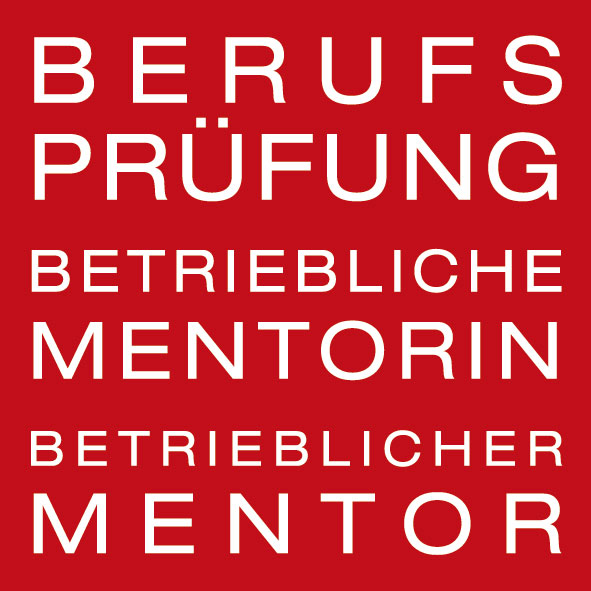 BERUFS
PRÜFUNG
BETRIEBLICHE
MENTORIN
BETRIEBLICHER
MENTOR